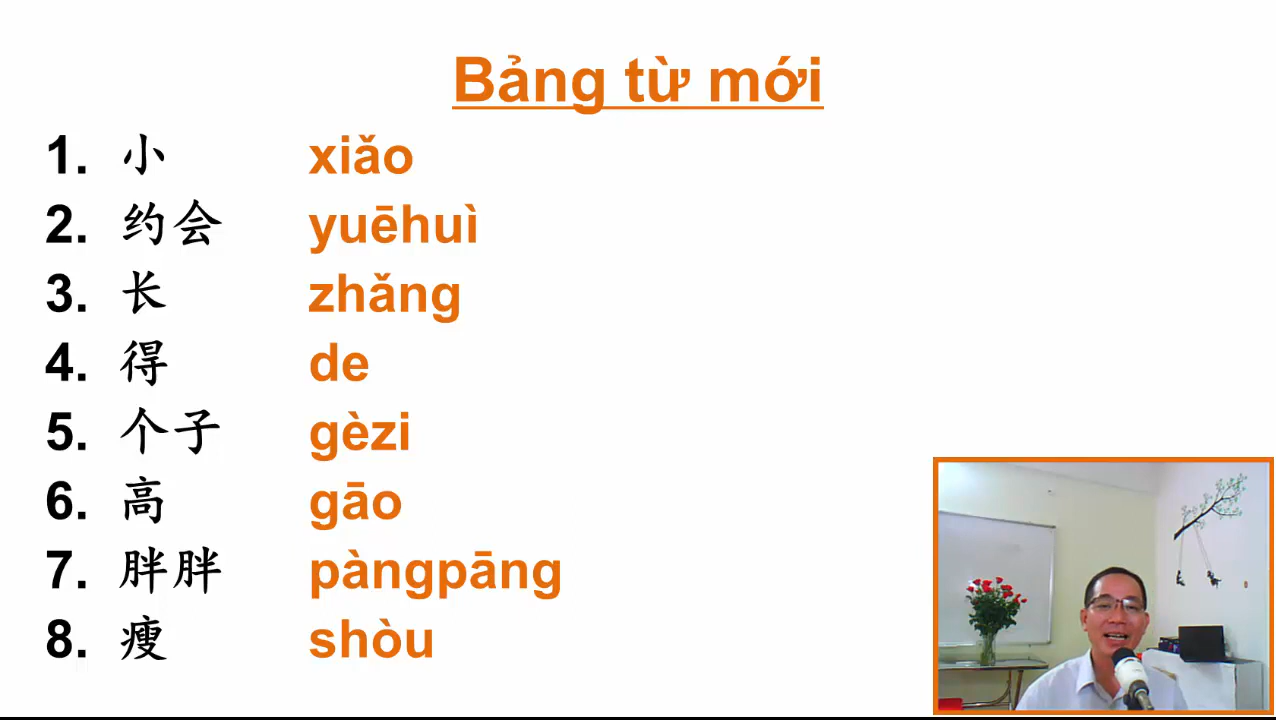 Bảng từ mới
1. 小 xiǎo
2. 约会 yuēhuì
3. 长 zhǎng
4. 得 de
5. 个子 gèzi
6. 高 gāo
7. 胖胖 pàngpāng
8. 瘦 shòu